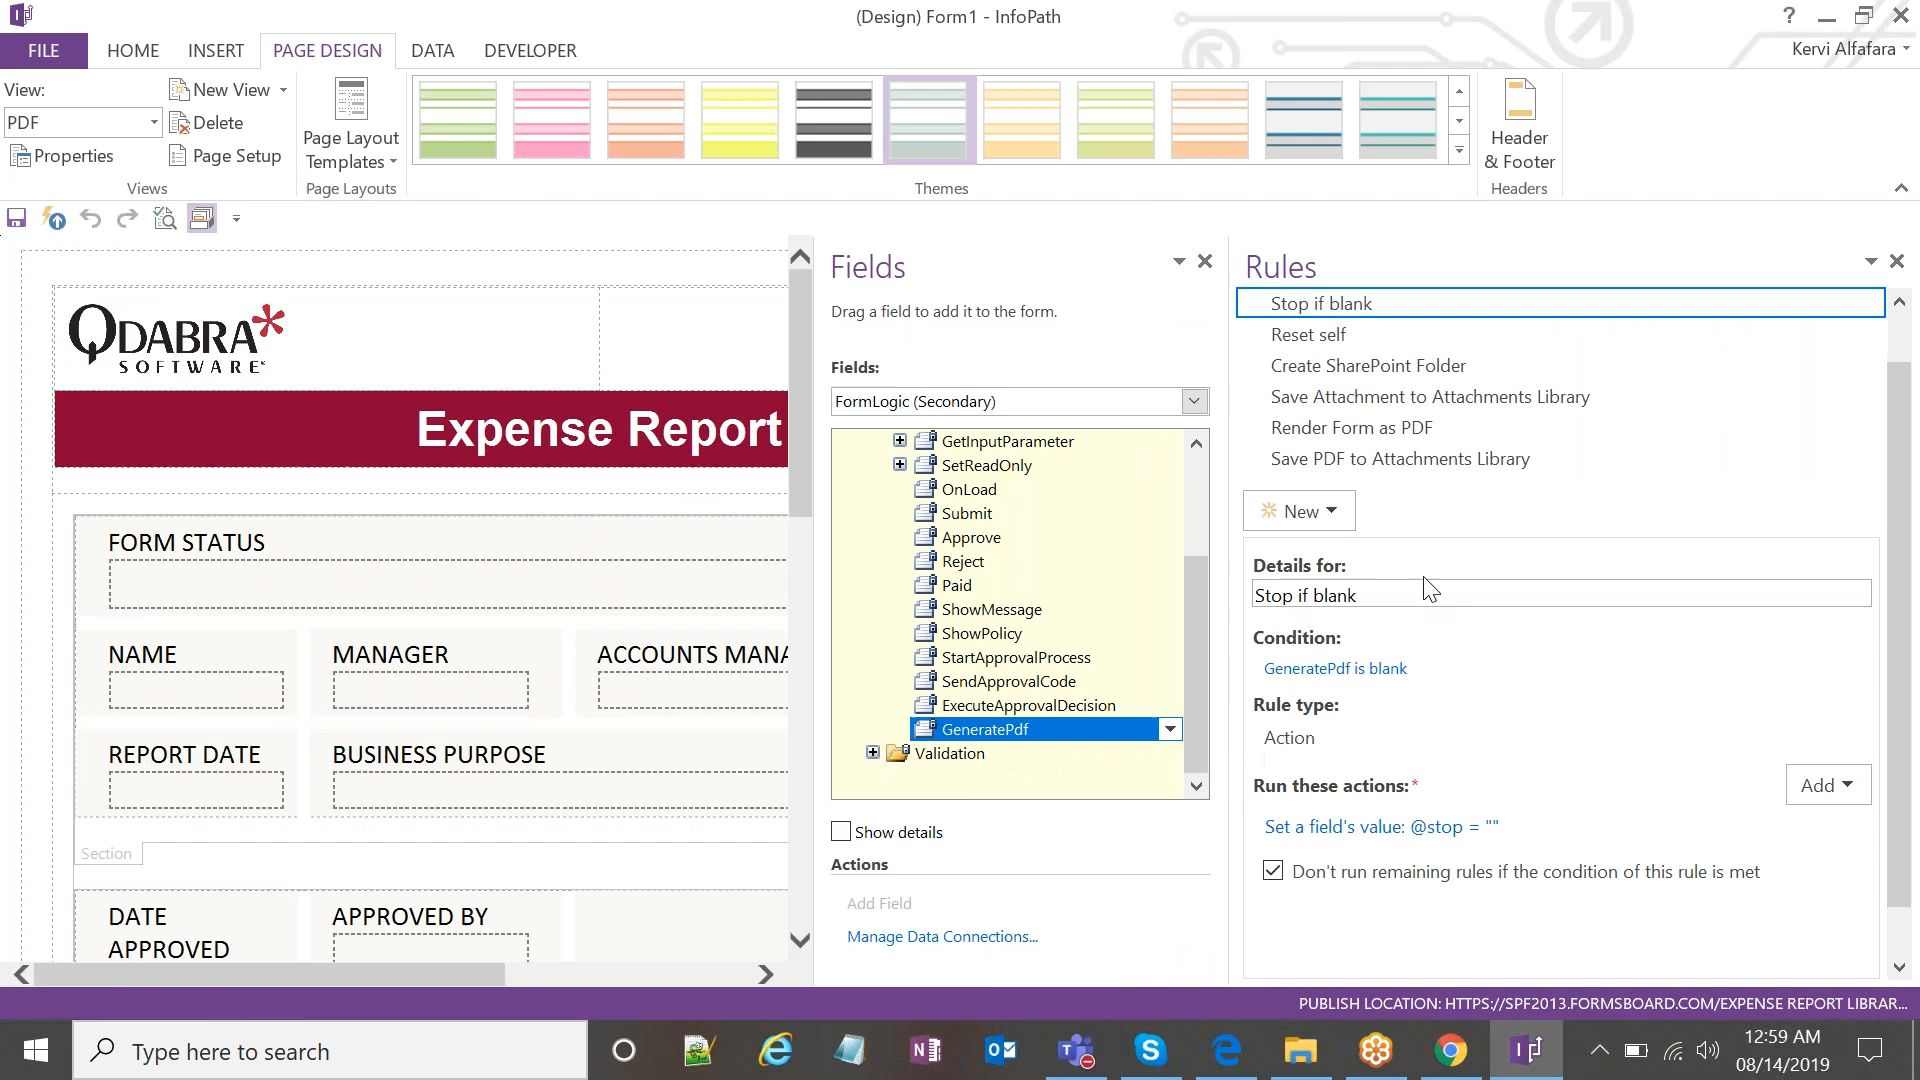 (Design) Form1 - InfoPath
?
FILE
HOME
INSERT
PAGE DESIGN
DATA
DEVELOPER
Kervi Alfafara
View:
PDF
Properties
New View
Delete
Page Setup
Views
Page Layout
Templates
Page Layouts
Themes
Header
& Footer
Headers
QDABRA
SOFTWARE
Expense Report
FORM STATUS
NAME
MANAGER
ACCOUNTS MANA
REPORT DATE
BUSINESS PURPOSE
Section
DATE
APPROVED
APPROVED BY
Fields
Drag a field to add it to the form.
Fields:
FormLogic (Secondary)
GetInputParameter
SetReadOnly
OnLoad
Submit
Approve
Reject
Paid
ShowMessage
ShowPolicy
StartApprovalProcess
SendApprovalCode
ExecuteApprovalDecision
GeneratePdf
Validation
Show details
Actions
Add Field
Manage Data Connections...
Rules
Stop if blank
Reset self
Create SharePoint Folder
Save Attachment to Attachments Library
Render Form as PDF
Save PDF to Attachments Library
New
Details for:
Stop if blank
Condition:
GeneratePdf is blank
Rule type:
Action
Run these actions:*
Add
Set a field's value: @stop = ""
Don't run remaining rules if the condition of this rule is met
PUBLISH LOCATION: HTTPS://SPF2013.FORMSBOARD.COM/EXPENSE REPORT LIBRAR...
Type here to search
12:59 AM
08/14/2019